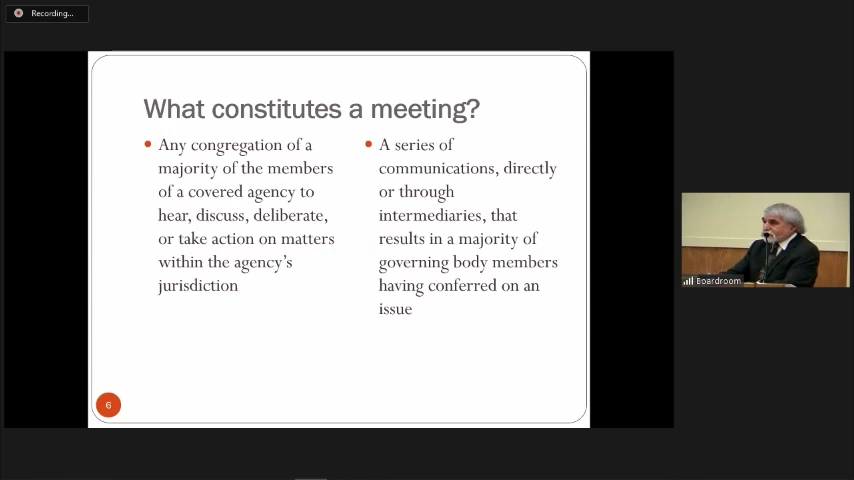 Recording...
What constitutes a meeting?
Any congregation of a
majority of the members
of a covered agency to
hear, discuss, deliberate,
or take action on matters
within the agency's
jurisdiction
A series of
communications, directly
or through
intermediaries, that
results in a majority of
governing body members
having conferred on an
issue
6
Boardroom